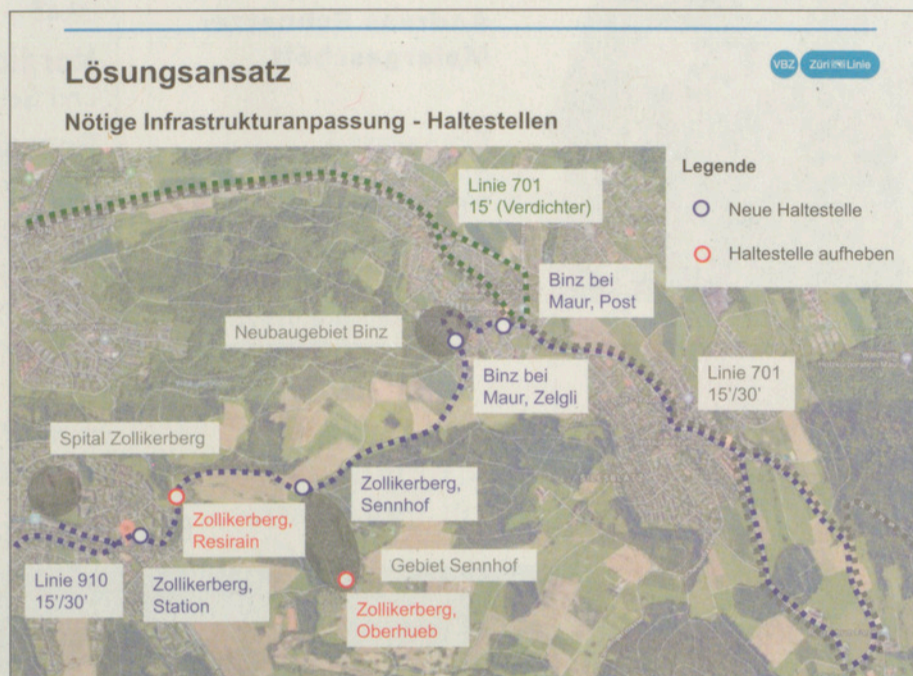 Lösungsansatz
VBZ Züri Linie
Nötige Infrastrukturanpassung - Haltestellen
Legende
Neue Haltestelle
Haltestelle aufheben
Linie 701
15' (Verdichter)
Binz bei
Maur, Post
Neubaugebiet Binz
Binz bei
Maur, Zelgli
Linie 701
15'/30'
Spital Zollikerberg
Zollikerberg,
Sennhof
Zollikerberg,
Resirain
Gebiet Sennhof
Linie 910
15'/30'
Zollikerberg,
Station
Zollikerberg,
Oberhueb